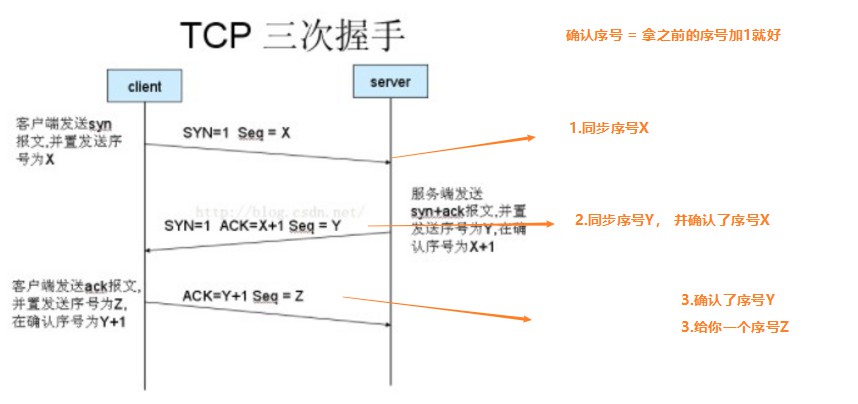 TCP 三次握手
确认序号 = 拿之前的序号加1就好
client
server
客户端发送syn
报文,并置发送序
号为X
SYN=1 Seq = X
1.同步序号X
http://blog.csdn.net/
服务端发送
syn+ack报文,并置
发送序号为Y,在确
认序号为X+1
SYN=1 ACK=X+1 Seq = Y
2.同步序号Y， 并确认了序号X
客户端发送ack报文,
并置发送序号为Z,
在确认序号为Y+1
ACK=Y+1 Seq = Z
3.确认了序号Y
3.给你一个序号Z